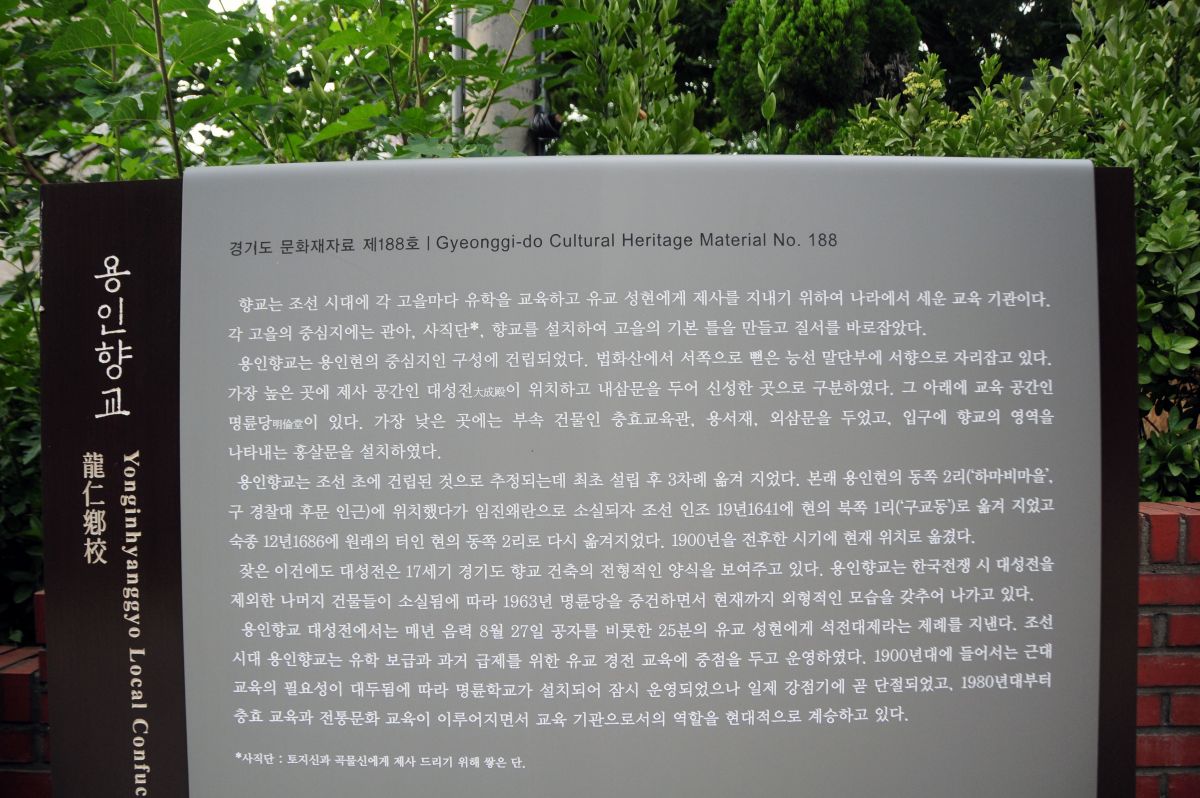 용인향교
龍仁鄕校
Yonginhyanggyo Local Confuc
경기도 문화재자료 제188호 | Gyeonggi-do Cultural Heritage Material No. 188
향교는 조선 시대에 각 고을마다 유학을 교육하고 유교 성현에게 제사를 지내기 위하여 나라에서 세운 교육 기관이다.
각 고을의 중심지에는 관아, 사직단*, 향교를 설치하여 고을의 기본 틀을 만들고 질서를 바로잡았다.
용인향교는 용인현의 중심지인 구성에 건립되었다. 법화산에서 서쪽으로 뻗은 능선 말단부에 서향으로 자리잡고 있다.
가장 높은 곳에 제사 공간인 대성전大成殿이 위치하고 내삼문을 두어 신성한 곳으로 구분하였다. 그 아래에 교육 공간인
명륜당明倫堂이 있다. 가장 낮은 곳에는 부속 건물인 충효교육관, 용서재, 외삼문을 두었고, 입구에 향교의 영역을
나타내는 홍살문을 설치하였다.
용인향교는 조선 초에 건립된 것으로 추정되는데 최초 설립 후 3차례 옮겨 지었다. 본래 용인현의 동쪽 2리(‘하마비마을’,
구 경찰대 후문 인근)에 위치했다가 임진왜란으로 소실되자 조선 인조 19년1641에 현의 북쪽 1리(‘구교동’)로 옮겨 지었고
숙종 12년1686에 원래의 터인 현의 동쪽 2리로 다시 옮겨지었다. 1900년을 전후한 시기에 현재 위치로 옮겼다.
잦은 이건에도 대성전은 17세기 경기도 향교 건축의 전형적인 양식을 보여주고 있다. 용인향교는 한국전쟁 시 대성전을
제외한 나머지 건물들이 소실됨에 따라 1963년 명륜당을 중건하면서 현재까지 외형적인 모습을 갖추어 나가고 있다.
용인향교 대성전에서는 매년 음력 8월 27일 공자를 비롯한 25분의 유교 성현에게 석전대제라는 제례를 지낸다. 조선
시대 용인향교는 유학 보급과 과거 급제를 위한 유교 경전 교육에 중점을 두고 운영하였다. 1900년대에 들어서는 근대
교육의 필요성이 대두됨에 따라 명륜학교가 설치되어 잠시 운영되었으나 일제 강점기에 곧 단절되었고, 1980년대부터
충효 교육과 전통문화 교육이 이루어지면서 교육 기관으로서의 역할을 현대적으로 계승하고 있다.
*사직단 : 토지신과 곡물신에게 제사 드리기 위해 쌓은 단.